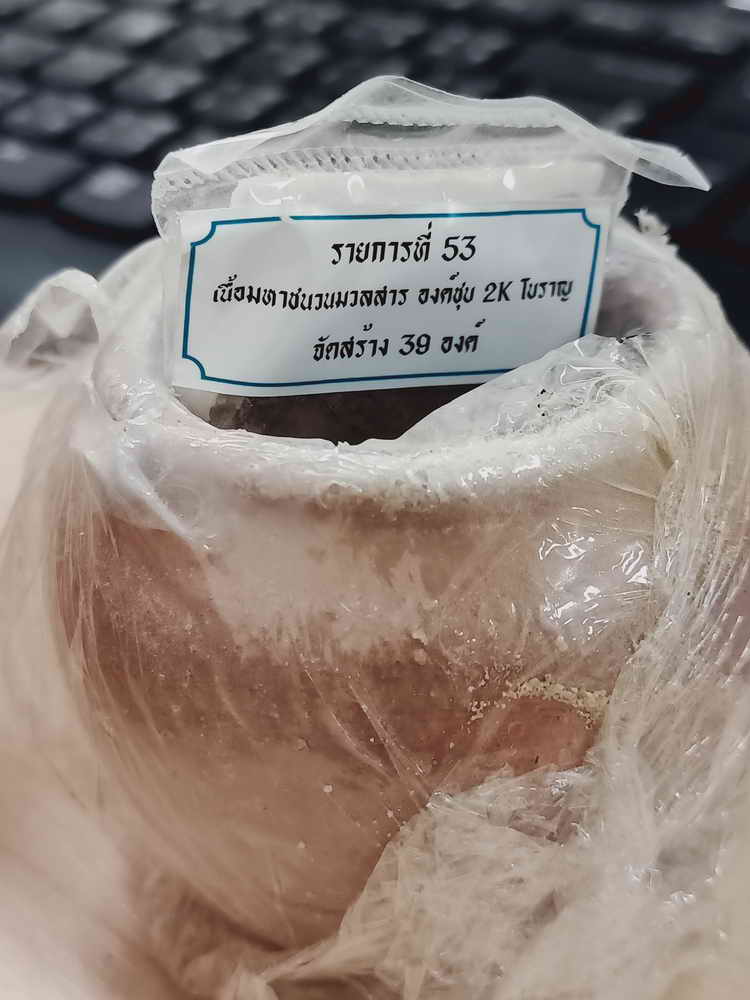 รายการที่ 53
เนื้อมหาชนวนมวลสาร องค์ชุบ 2K โบราญ
จัดสร้าง 39 องค์